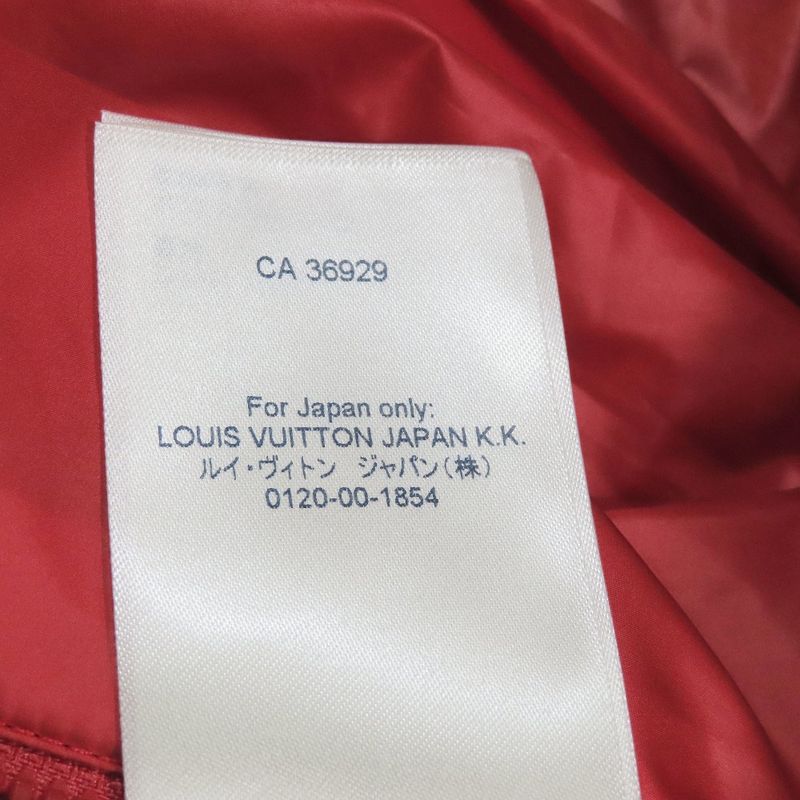 CA 36929
For Japan only:
LOUIS VUITTON JAPAN K.K.
ルイ・ヴィトン ジャパン(株)
0120-00-1854